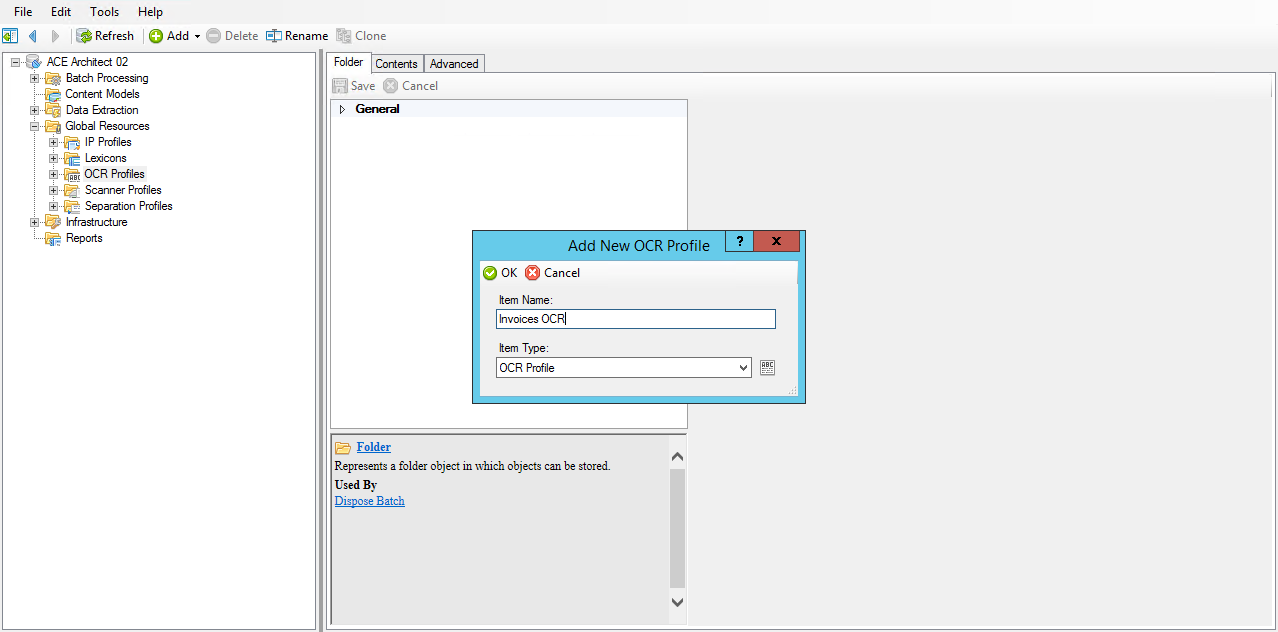 File Edit Tools Help
Refresh Add Delete Rename Clone
ACE Architect 02
Batch Processing
Content Models
Data Extraction
Global Resources
IP Profiles
Lexicons
OCR Profiles
Scanner Profiles
Separation Profiles
Infrastructure
Reports
Folder Contents Advanced
Save Cancel
General
Add New OCR Profile ? X
OK Cancel
Item Name:
Invoices OCR
Item Type:
OCR Profile
Folder
Represents a folder object in which objects can be stored.
Used By
Dispose Batch